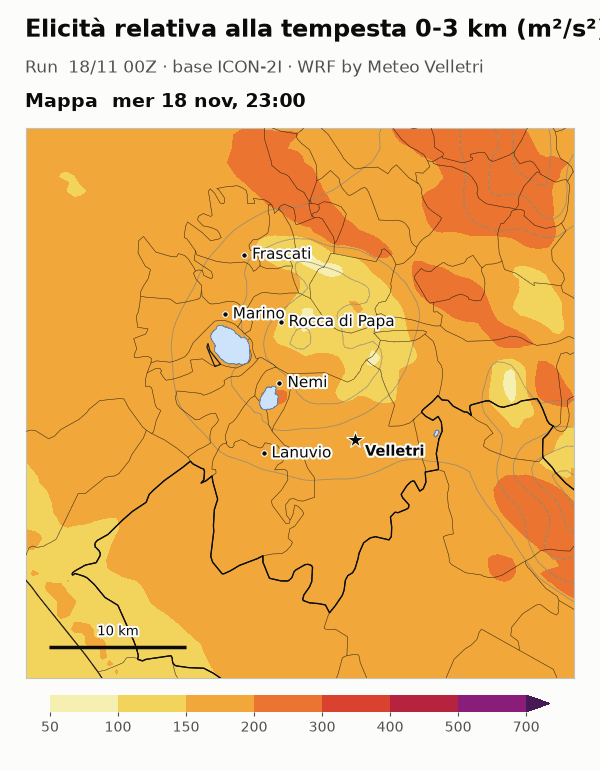 Elicità relativa alla tempesta 0-3 km (m²/s²)
Run 18/11 00Z · base ICON-2I · WRF by Meteo Velletri
Mappa mer 18 nov, 23:00
Frascati
Marino
Rocca di Papa
Nemi
Velletri
Lanuvio
10 km
50 100 150 200 300 400 500 700